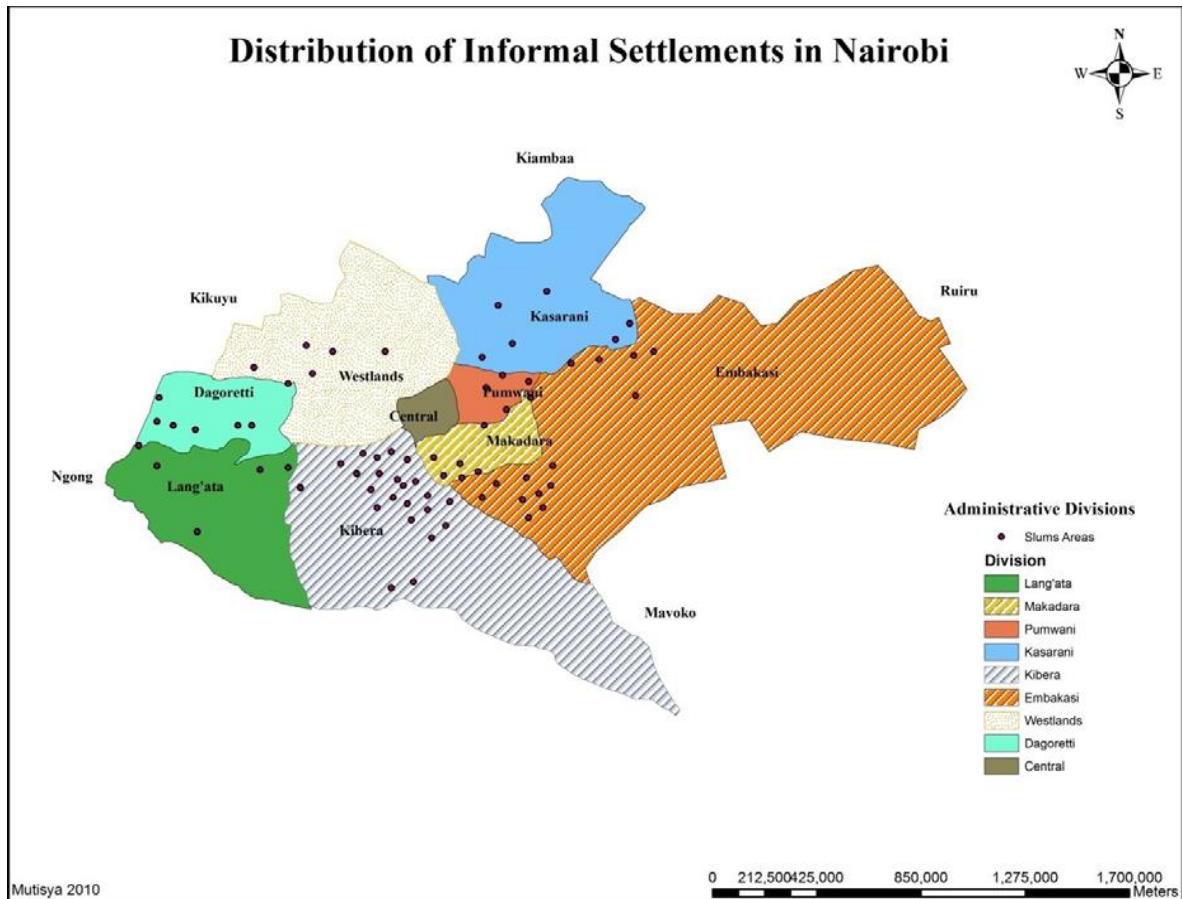 Distribution of Informal Settlements in Nairobi
N
W E
S
Kiambaa
Kikuyu
Ruiru
Kasarani
Westlands
Embakasi
Dagoretti
Pumwani
Central
Makadara
Ngong
Lang'ata
Kibera
Mavoko
Administrative Divisions
Slums Areas
Division
Lang'ata
Makadara
Pumwani
Kasarani
Kibera
Embakasi
Westlands
Dagoretti
Central
0 212,500425,000 850,000 1,275,000 1,700,000
Meters
Mutisya 2010